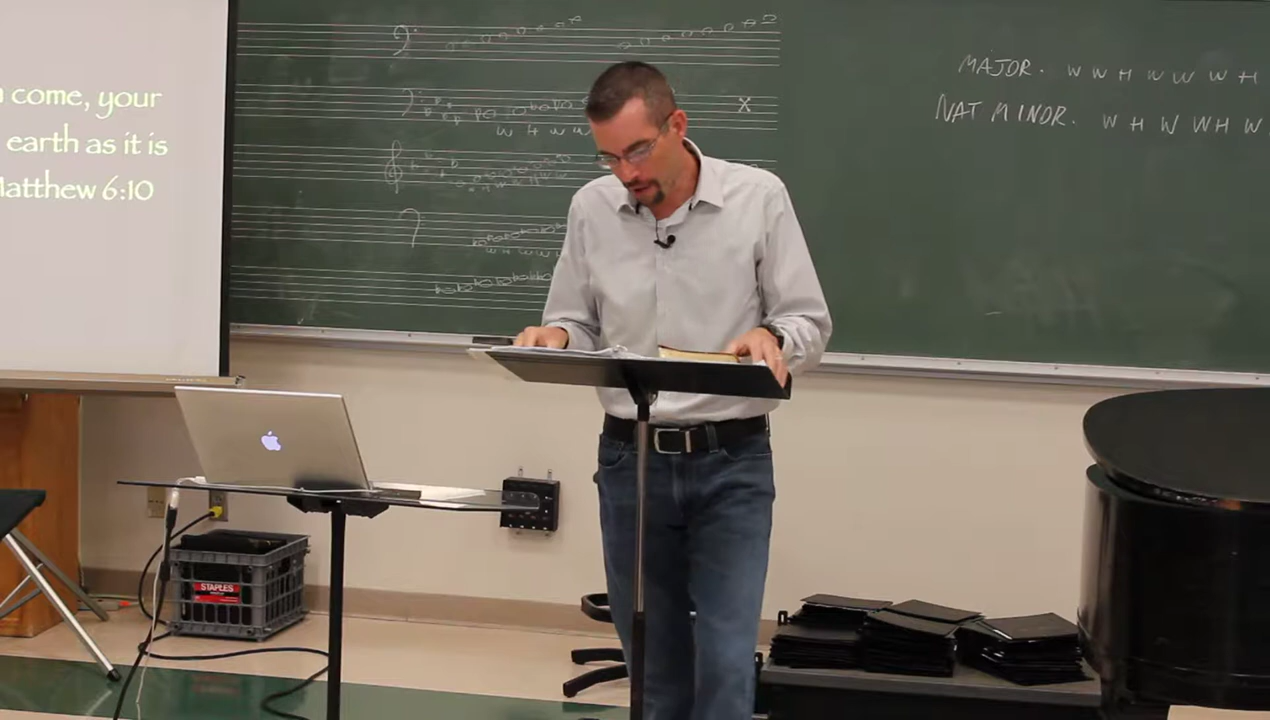 come, your
earth as it is
Matthew 6:10
X
W H W W
MAJOR. W W H W W W H
NAT MINOR. W H W W H W
STAPLES